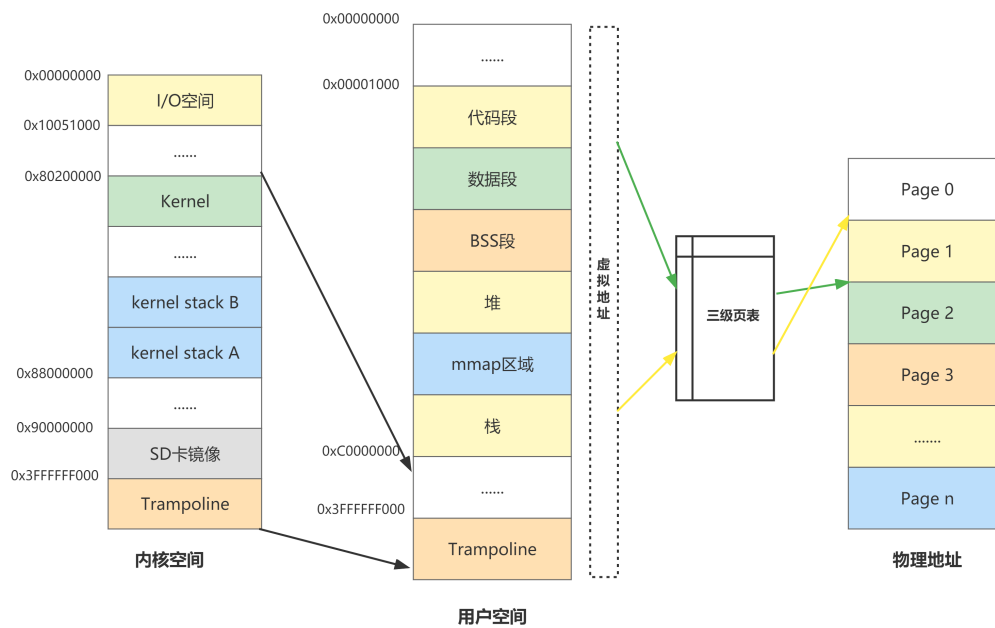 0x00000000
I/O空间
0x10051000
......
0x80200000
Kernel
......
kernel stack B
kernel stack A
0x88000000
......
0x90000000
SD卡镜像
0x3FFFFFF000
Trampoline
内核空间
0x00000000
......
0x00001000
代码段
数据段
BSS段
堆
mmap区域
栈
0xC0000000
......
0x3FFFFFF000
Trampoline
用户空间
虚拟地址
三级页表
Page 0
Page 1
Page 2
Page 3
.......
Page n
物理地址